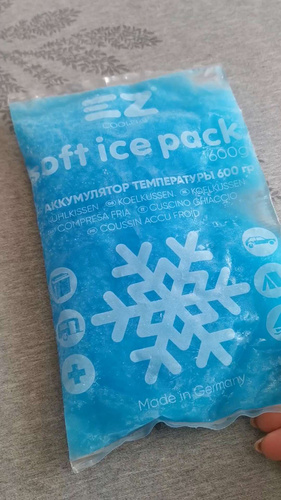 EZ
soft ice pack
600g
АККУМУЛЯТОР ТЕМПЕРАТУРЫ 600 гр
KÜHLKISSEN KOELKUSSEN KOELKUSSEN
COMPRESA FRIA CUSCINO GHIACCIO
COUSSIN ACCU FROID
Made in Germany